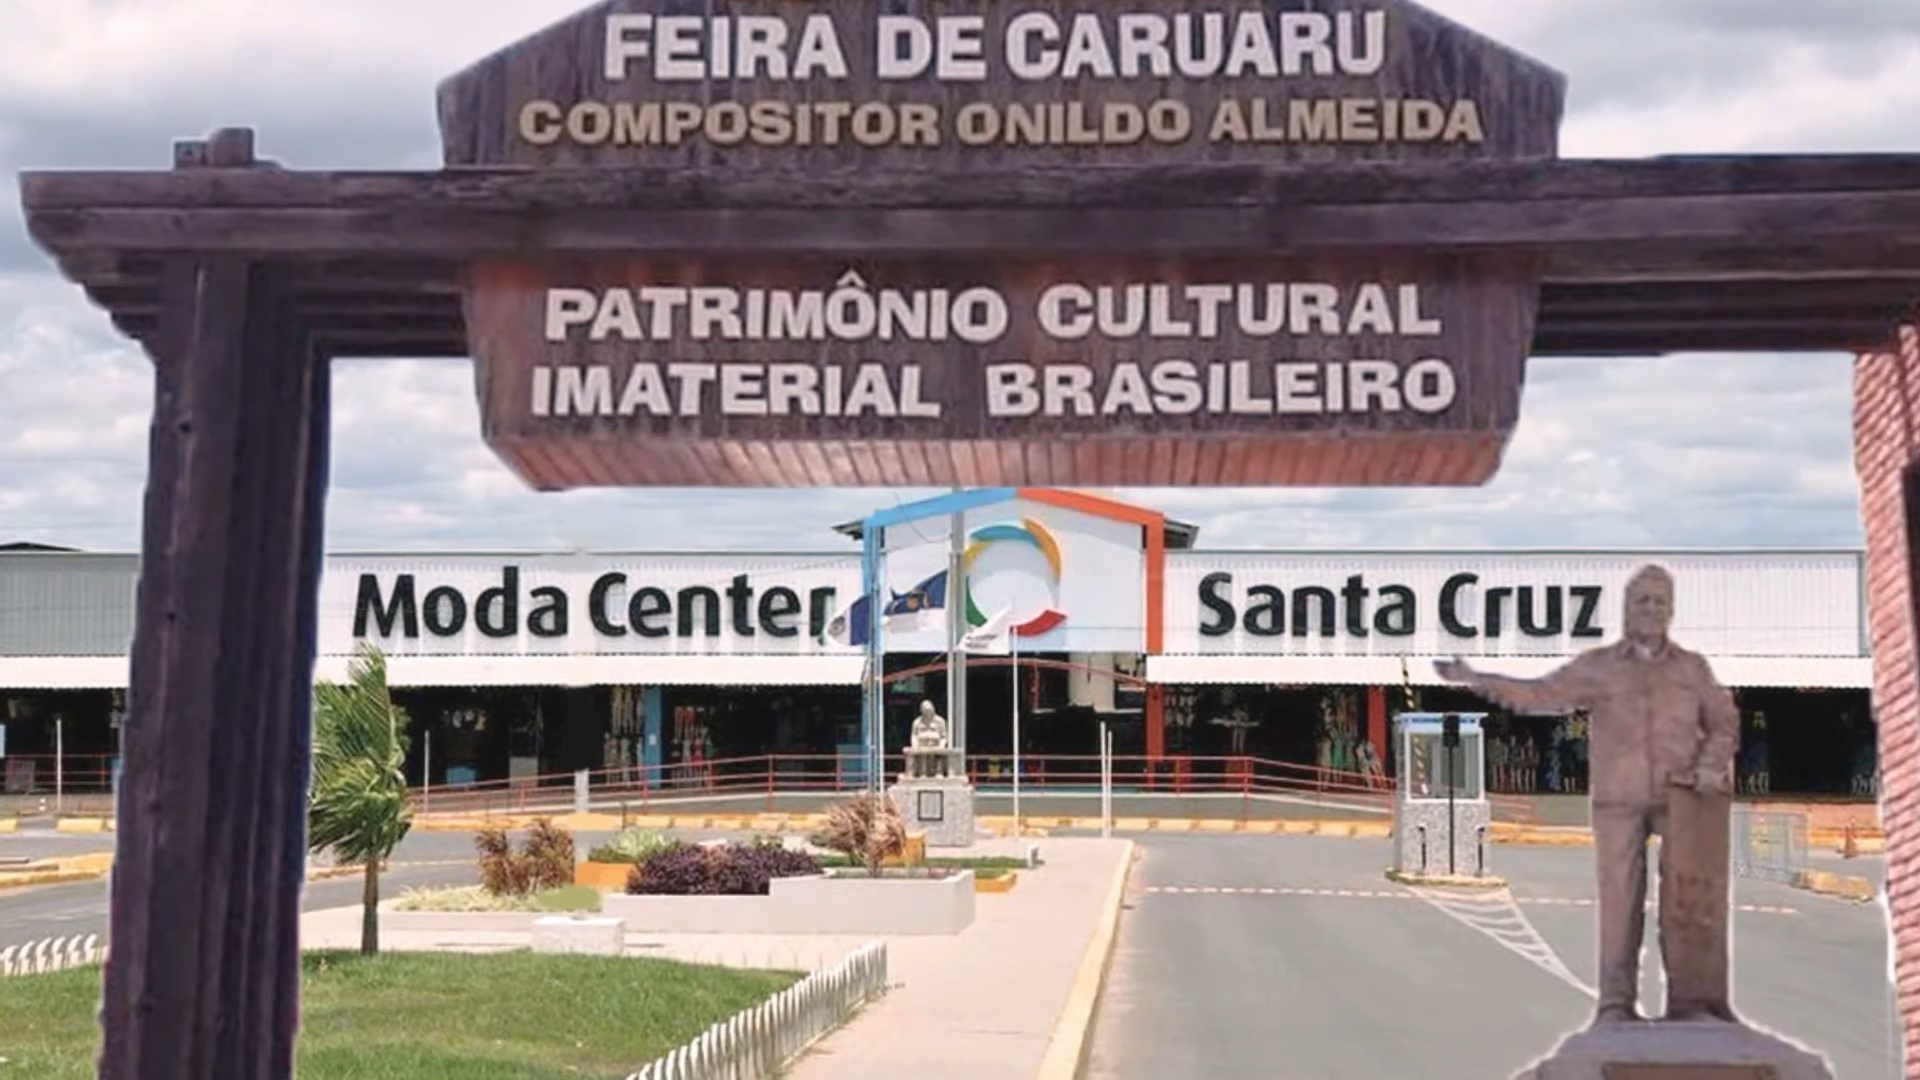 FEIRA DE CARUARU
COMPOSITOR ONILDO ALMEIDA
PATRIMÔNIO CULTURAL
IMATERIAL BRASILEIRO
Moda Center
Santa Cruz